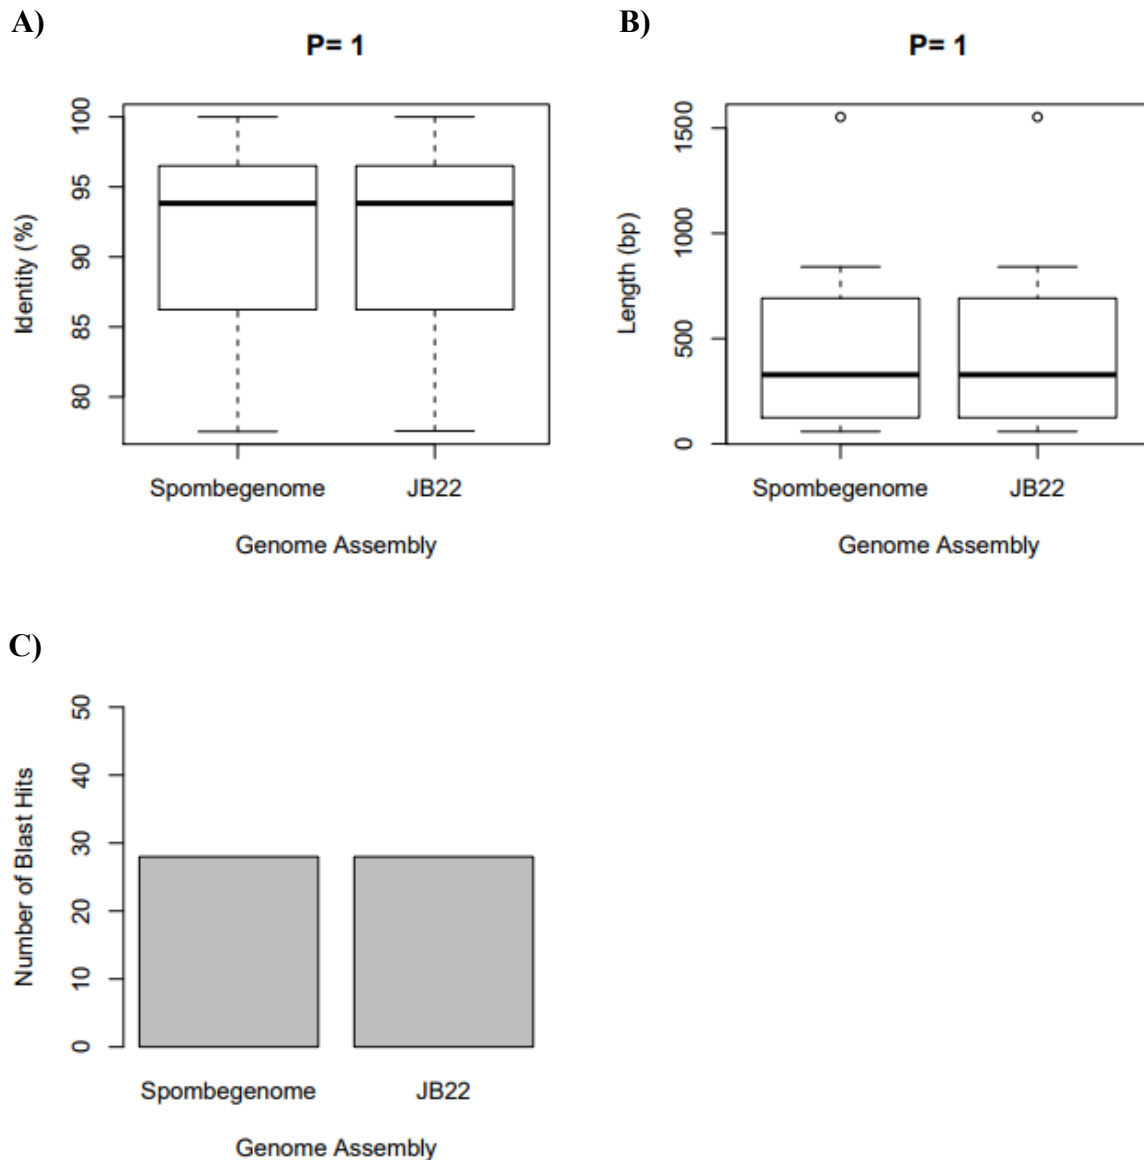 A)
P= 1
Identity (%)
100
95
90
85
80
Spombegenome JB22
Genome Assembly
B)
P= 1
Length (bp)
1500
1000
500
0
Spombegenome JB22
Genome Assembly
C)
Number of Blast Hits
50
40
30
20
10
0
Spombegenome JB22
Genome Assembly